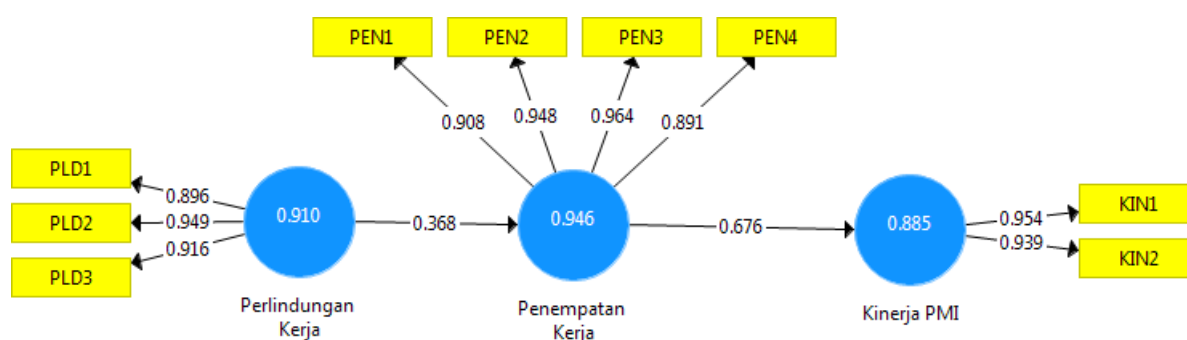 PEN1 PEN2 PEN3 PEN4
0.908 0.948 0.964 0.891
PLD1
PLD2
PLD3
0.896
0.949
0.916
0.910
0.368
0.946
0.676
0.885
0.954
0.939
KIN1
KIN2
Perlindungan
Kerja
Penempatan
Kerja
Kinerja PMI